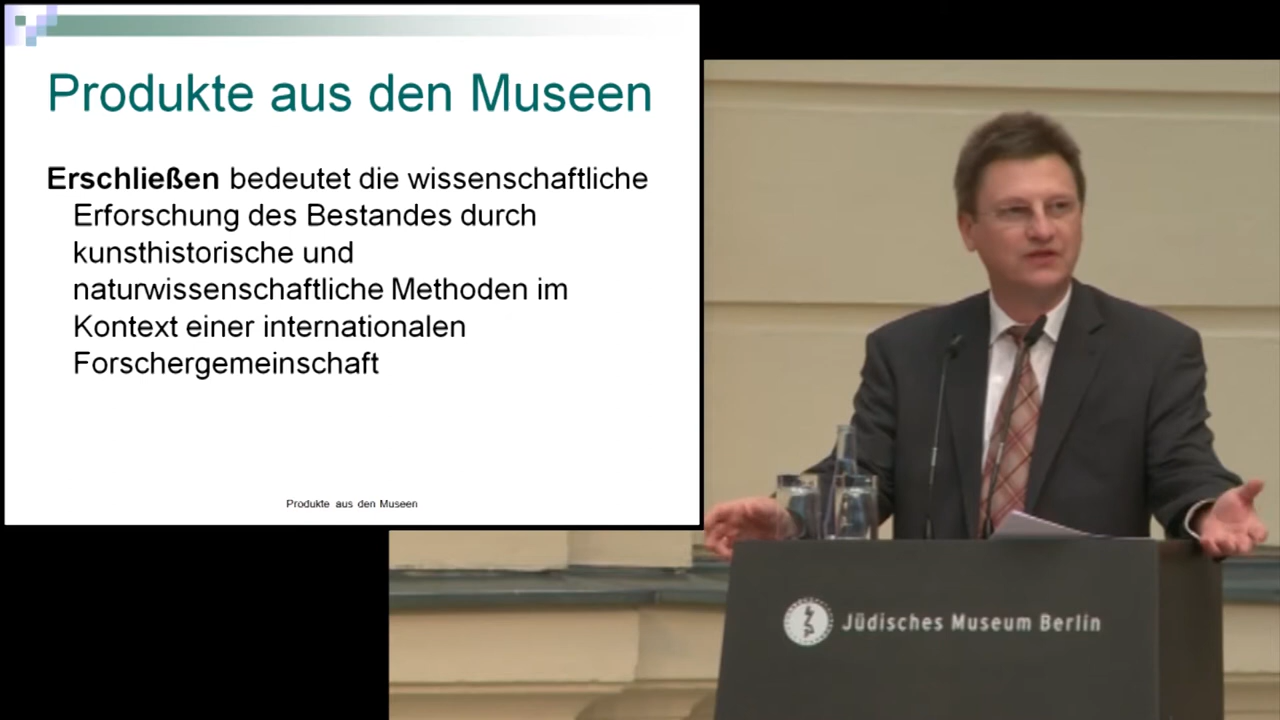 Produkte aus den Museen
Erschließen bedeutet die wissenschaftliche
Erforschung des Bestandes durch
kunsthistorische und
naturwissenschaftliche Methoden im
Kontext einer internationalen
Forschergemeinschaft
Produkte aus den Museen
Jüdisches Museum Berlin